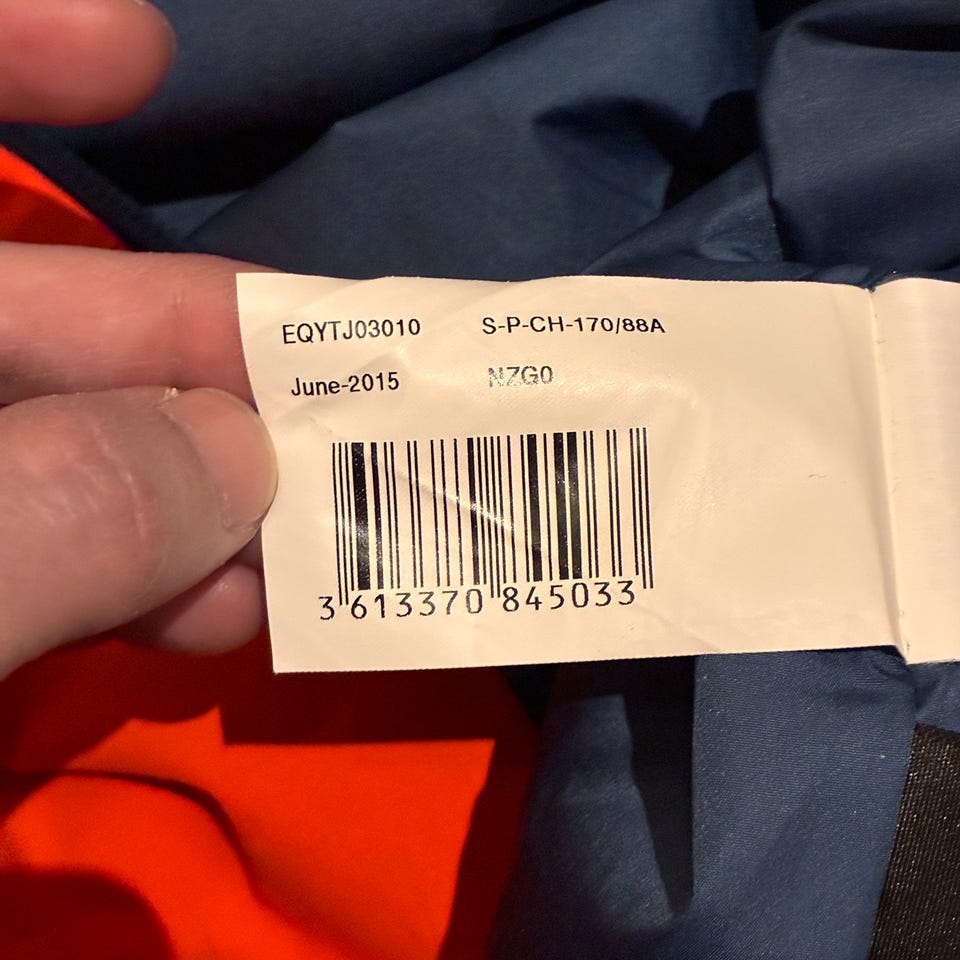 EQYTJ03010 S-P-CH-170/88A
June-2015 NZG0
3 613370 845033